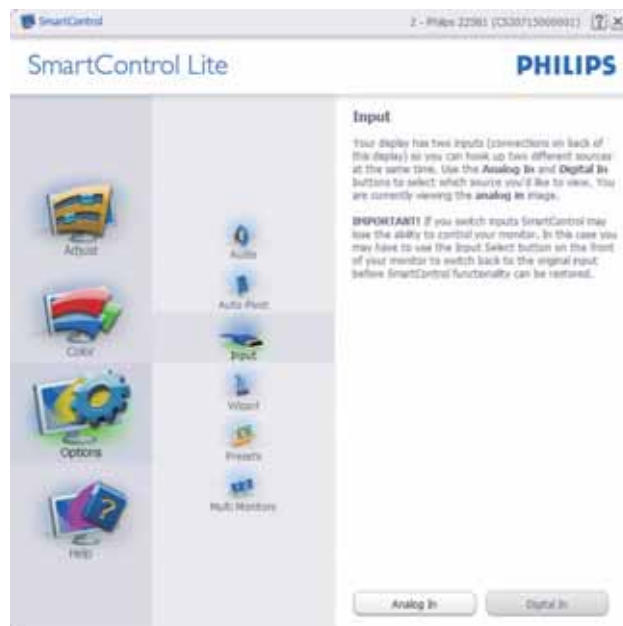 SmartControl
2 - Philips 225B1 (CS20715000001)
SmartControl Lite
PHILIPS
Adjust
Color
Options
Help
Audio
Auto Pivot
Input
Wizard
Presets
Multi Monitors
Input
Your display has two inputs (connections on back of
this display) so you can hook up two different sources
at the same time. Use the Analog In and Digital In
buttons to select which source you'd like to view. You
are currently viewing the analog in image.
IMPORTANT! If you switch inputs SmartControl may
lose the ability to control your monitor. In this case you
may have to use the Input Select button on the front
of your monitor to switch back to the original input
before SmartControl functionality can be restored.
Analog In
Digital In